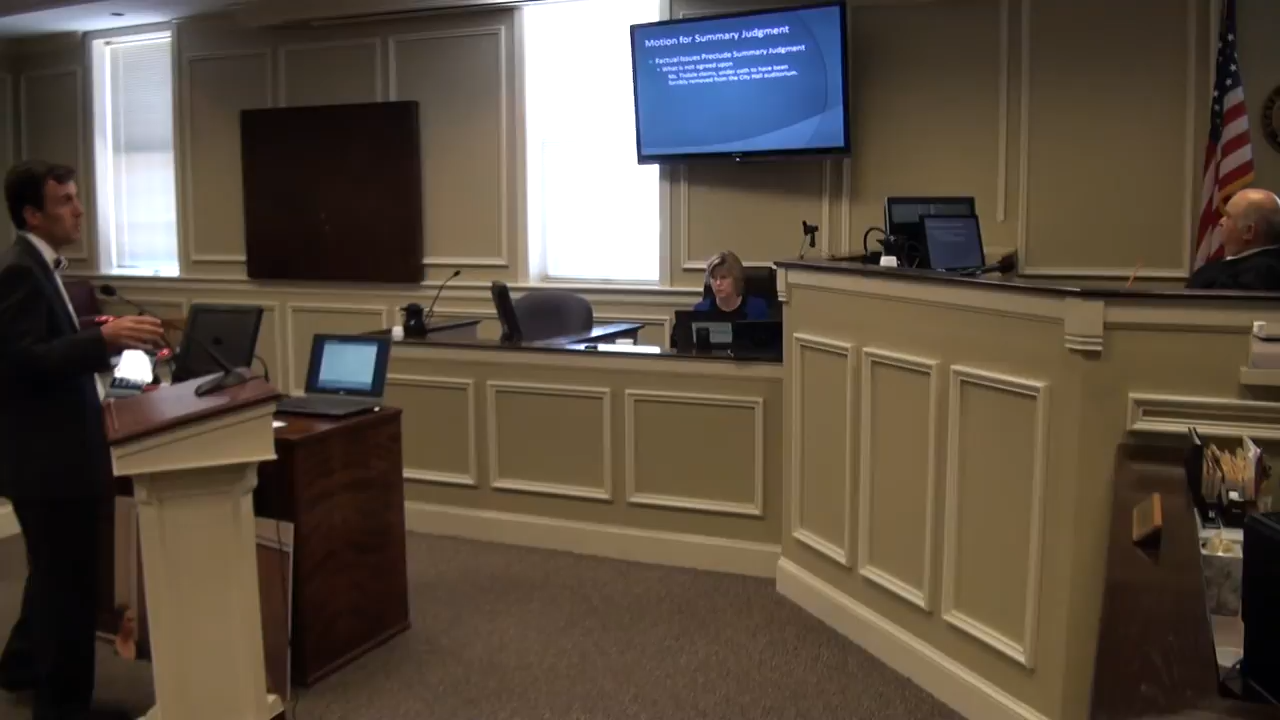 Motion for Summary Judgment
Factual Issues Preclude Summary Judgment
What is not agreed upon
Ms. Tisdale claims, under oath to have been
forcibly removed from the City Hall auditorium.